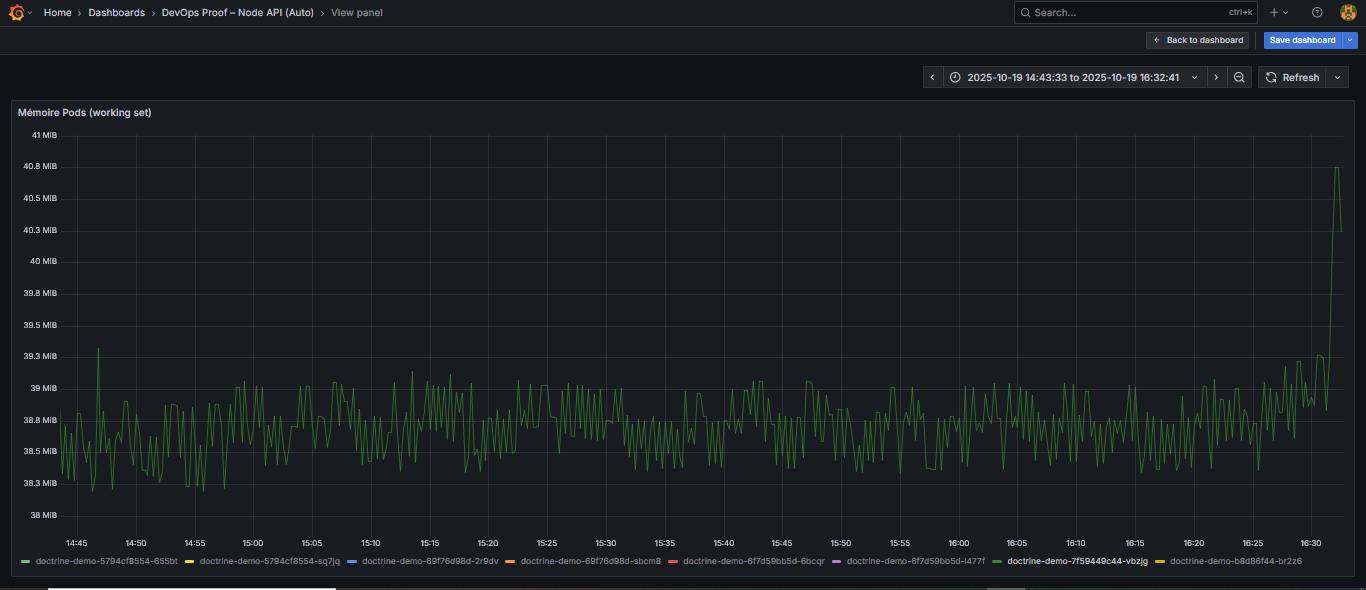 Home › Dashboards › DevOps Proof – Node API (Auto) › View panel
Search... ctrl+k
Back to dashboard Save dashboard
2025-10-19 14:43:33 to 2025-10-19 16:32:41 Refresh
Mémoire Pods (working set)
41 MiB
40.8 MiB
40.5 MiB
40.3 MiB
40 MiB
39.8 MiB
39.5 MiB
39.3 MiB
39 MiB
38.8 MiB
38.5 MiB
38.3 MiB
38 MiB
14:45 14:50 14:55 15:00 15:05 15:10 15:15 15:20 15:25 15:30 15:35 15:40 15:45 15:50 15:55 16:00 16:05 16:10 16:15 16:20 16:25 16:30
doctrine-demo-5794cf8554-655bt doctrine-demo-5794cf8554-sq7jq doctrine-demo-69f76d98d-2r9dv doctrine-demo-69f76d98d-sbcm8 doctrine-demo-6f7d59bb5d-6bcqr doctrine-demo-6f7d59bb5d-l477f doctrine-demo-7f59449c44-vbzjg doctrine-demo-b8d86f44-br2z6